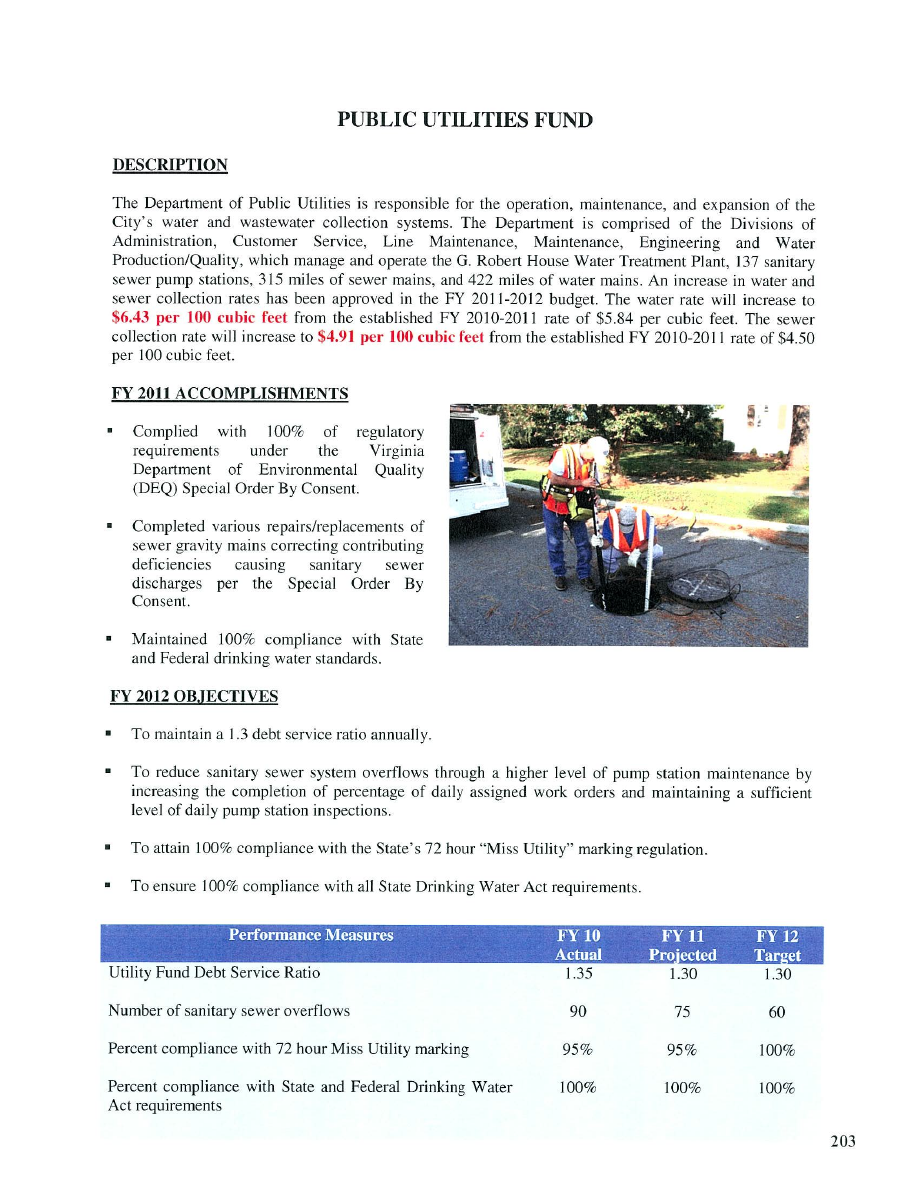 PUBLIC UTILITIES FUND
DESCRIPTION
The Department of Public Utilities is responsible for the operation, maintenance, and expansion of the
City's water and wastewater collection systems. The Department is comprised of the Divisions of
Administration, Customer Service, Line Maintenance, Maintenance, Engineering and Water
Production/Quality, which manage and operate the G. Robert House Water Treatment Plant, 137 sanitary
sewer pump stations, 315 miles of sewer mains, and 422 miles of water mains. An increase in water and
sewer collection rates has been approved in the FY 2011-2012 budget. The water rate will increase to
$6.43 per 100 cubic feet from the established FY 2010-2011 rate of $5.84 per cubic feet. The sewer
collection rate will increase to $4.91 per 100 cubic feet from the established FY 2010-2011 rate of $4.50
per 100 cubic feet.
FY 2011 ACCOMPLISHMENTS
▪ Complied with 100% of regulatory
requirements under the Virginia
Department of Environmental Quality
(DEQ) Special Order By Consent.
▪ Completed various repairs/replacements of
sewer gravity mains correcting contributing
deficiencies causing sanitary sewer
discharges per the Special Order By
Consent.
▪ Maintained 100% compliance with State
and Federal drinking water standards.
FY 2012 OBJECTIVES
▪ To maintain a 1.3 debt service ratio annually.
▪ To reduce sanitary sewer system overflows through a higher level of pump station maintenance by
increasing the completion of percentage of daily assigned work orders and maintaining a sufficient
level of daily pump station inspections.
▪ To attain 100% compliance with the State's 72 hour “Miss Utility” marking regulation.
▪ To ensure 100% compliance with all State Drinking Water Act requirements.
Performance Measures FY 10 FY 11 FY 12
Actual Projected Target
Utility Fund Debt Service Ratio 1.35 1.30 1.30
Number of sanitary sewer overflows 90 75 60
Percent compliance with 72 hour Miss Utility marking 95% 95% 100%
Percent compliance with State and Federal Drinking Water 100% 100% 100%
Act requirements
203